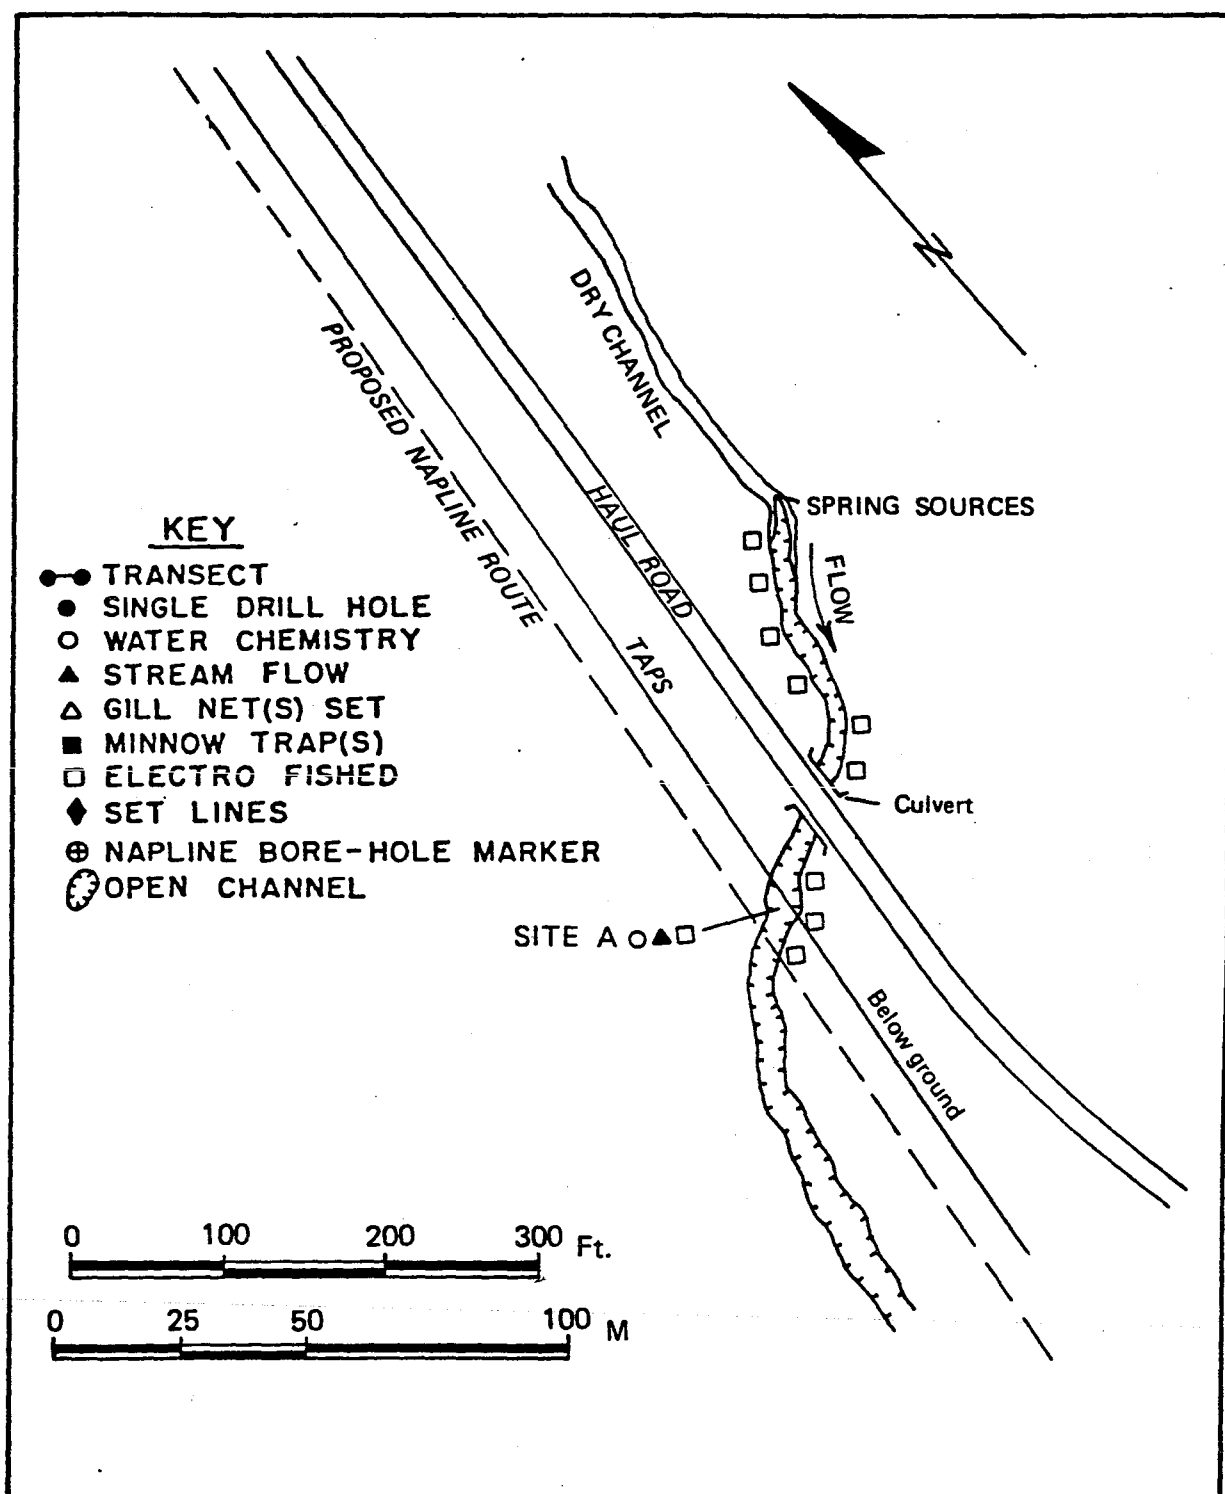 N
DRY CHANNEL
PROPOSED NAPLINE ROUTE
HAUL ROAD
SPRING SOURCES
FLOW
TAPS
KEY
TRANSECT
SINGLE DRILL HOLE
WATER CHEMISTRY
STREAM FLOW
GILL NET(S) SET
MINNOW TRAP(S)
ELECTRO FISHED
SET LINES
NAPLINE BORE-HOLE MARKER
OPEN CHANNEL
Culvert
SITE A
Below ground
0 100 200 300 Ft.
0 25 50 100 M